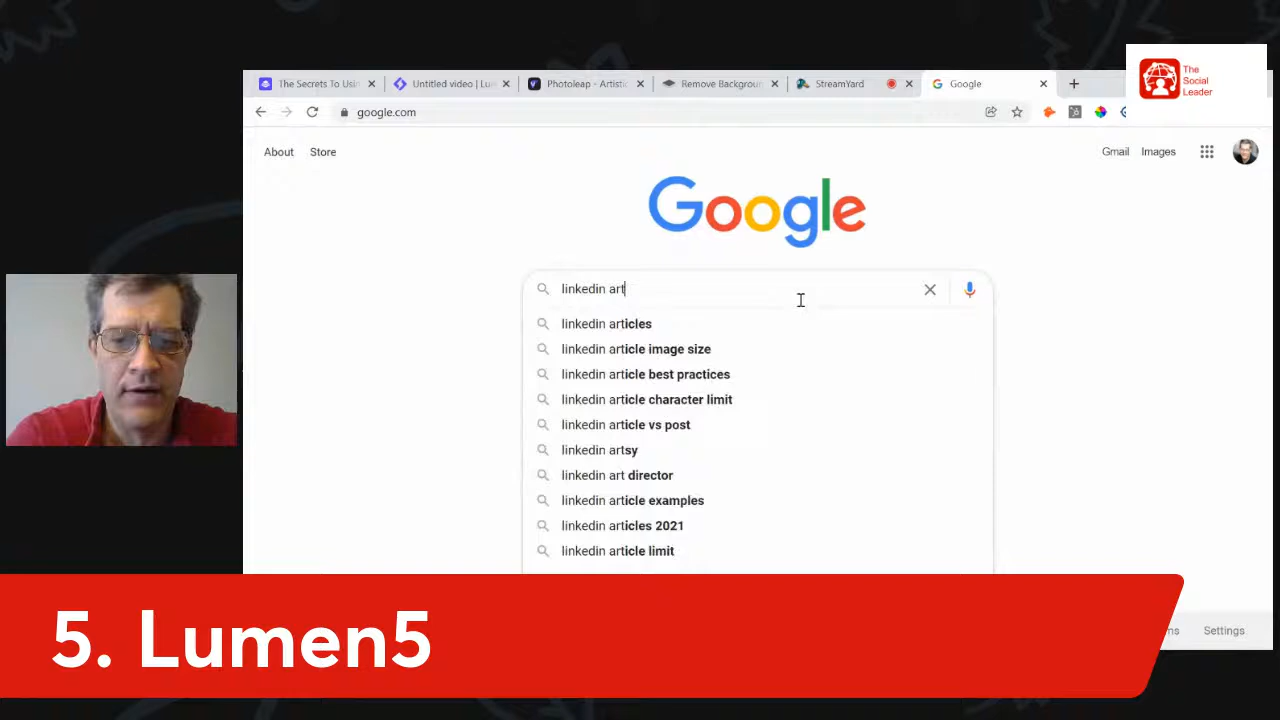 The
Social
Leader
The Secrets To Usin
Untitled video | Lum
Photoleap - Artistic
Remove Backgroun
StreamYard
Google
google.com
About
Store
Gmail
Images
Google
linkedin art
linkedin articles
linkedin article image size
linkedin article best practices
linkedin article character limit
linkedin article vs post
linkedin artsy
linkedin art director
linkedin article examples
linkedin articles 2021
linkedin article limit
Settings
5. Lumen5